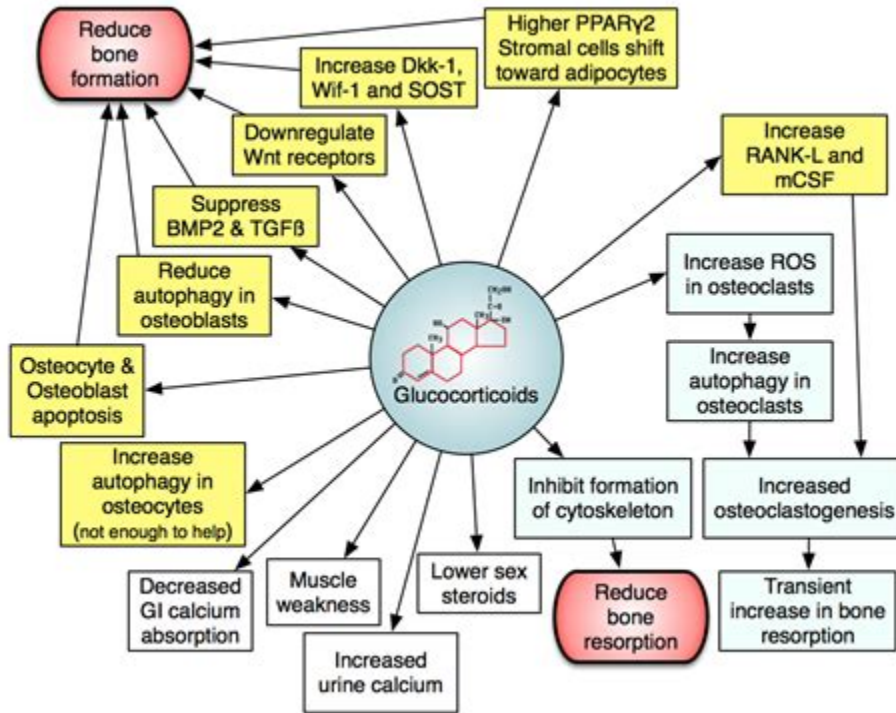 Reduce
bone
formation
Higher PPARγ2
Stromal cells shift
toward adipocytes
Increase Dkk-1,
Wif-1 and SOST
Downregulate
Wnt receptors
Increase
RANK-L and
mCSF
Suppress
BMP2 & TGFß
Reduce
autophagy in
osteoblasts
Increase ROS
in osteoclasts
Osteocyte &
Osteoblast
apoptosis
Glucocorticoids
Increase
autophagy in
osteoclasts
Increase
autophagy in
osteocytes
(not enough to help)
Inhibit formation
of cytoskeleton
Increased
osteoclastogenesis
Decreased
GI calcium
absorption
Muscle
weakness
Lower sex
steroids
Increased
urine calcium
Reduce
bone
resorption
Transient
increase in bone
resorption